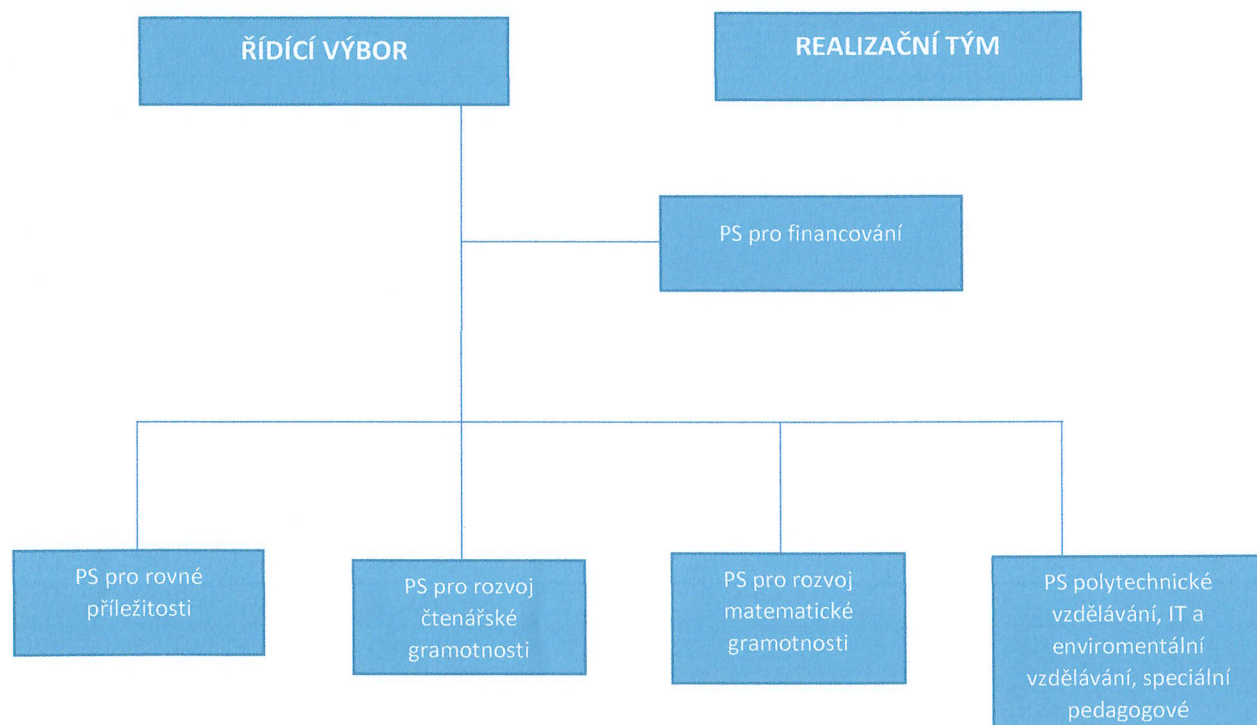 ŘÍDÍCÍ VÝBOR
REALIZAČNÍ TÝM
PS pro financování
PS pro rovné
příležitosti
PS pro rozvoj
čtenářské
gramotnosti
PS pro rozvoj
matematické
gramotnosti
PS polytechnické
vzdělávání, IT a
enviromentální
vzdělávání, speciální
pedagogové